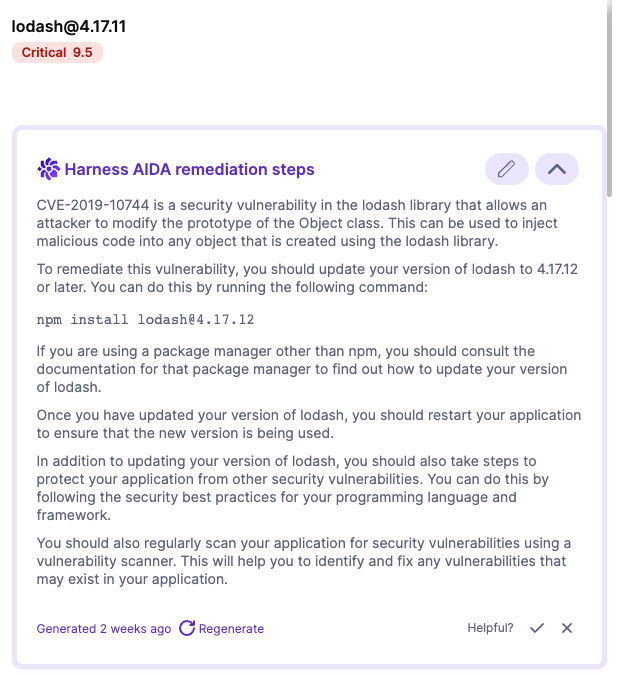 lodash@4.17.11
Critical 9.5
Harness AIDA remediation steps
CVE-2019-10744 is a security vulnerability in the lodash library that allows an
attacker to modify the prototype of the Object class. This can be used to inject
malicious code into any object that is created using the lodash library.
To remediate this vulnerability, you should update your version of lodash to 4.17.12
or later. You can do this by running the following command:
npm install lodash@4.17.12
If you are using a package manager other than npm, you should consult the
documentation for that package manager to find out how to update your version
of lodash.
Once you have updated your version of lodash, you should restart your application
to ensure that the new version is being used.
In addition to updating your version of lodash, you should also take steps to
protect your application from other security vulnerabilities. You can do this by
following the security best practices for your programming language and
framework.
You should also regularly scan your application for security vulnerabilities using a
vulnerability scanner. This will help you to identify and fix any vulnerabilities that
may exist in your application.
Generated 2 weeks ago Regenerate Helpful?